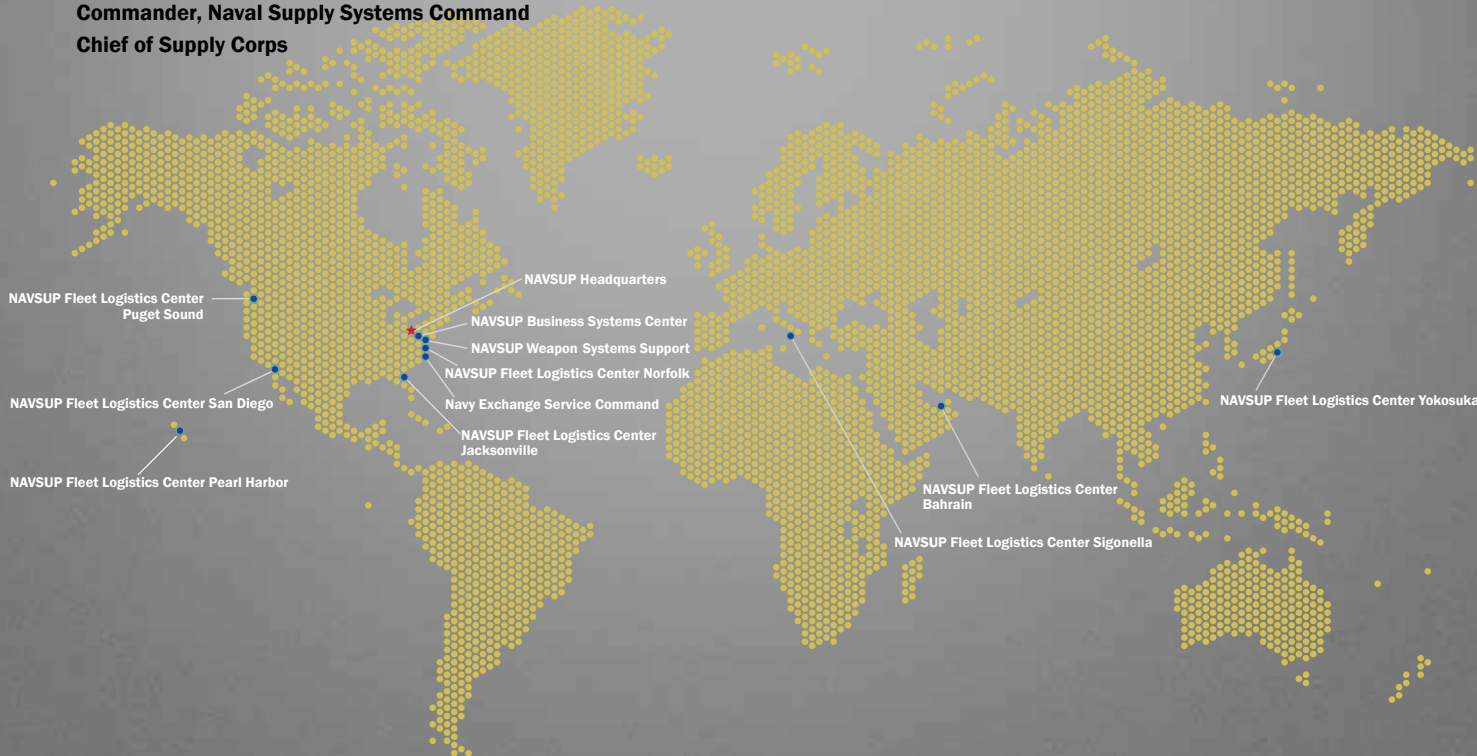 Commander, Naval Supply Systems Command
Chief of Supply Corps
NAVSUP Headquarters
NAVSUP Fleet Logistics Center
Puget Sound
NAVSUP Business Systems Center
NAVSUP Weapon Systems Support
NAVSUP Fleet Logistics Center Norfolk
NAVSUP Fleet Logistics Center San Diego
Navy Exchange Service Command
NAVSUP Fleet Logistics Center Yokosuka
NAVSUP Fleet Logistics Center
Jacksonville
NAVSUP Fleet Logistics Center Pearl Harbor
NAVSUP Fleet Logistics Center
Bahrain
NAVSUP Fleet Logistics Center Sigonella